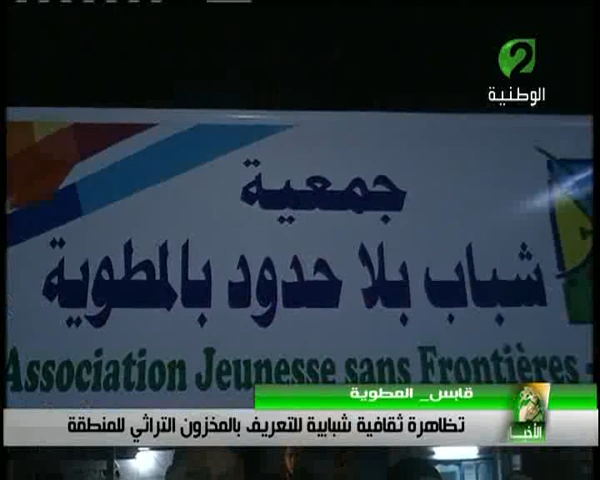 2
الوطنية
جمعية
شباب بلا حدود بالمطوية
Association Jeunesse sans Frontières -
قابس_ المطوية
تظاهرة ثقافية شبابية للتعريف بالمخزون التراثي للمنطقة
الأخبار